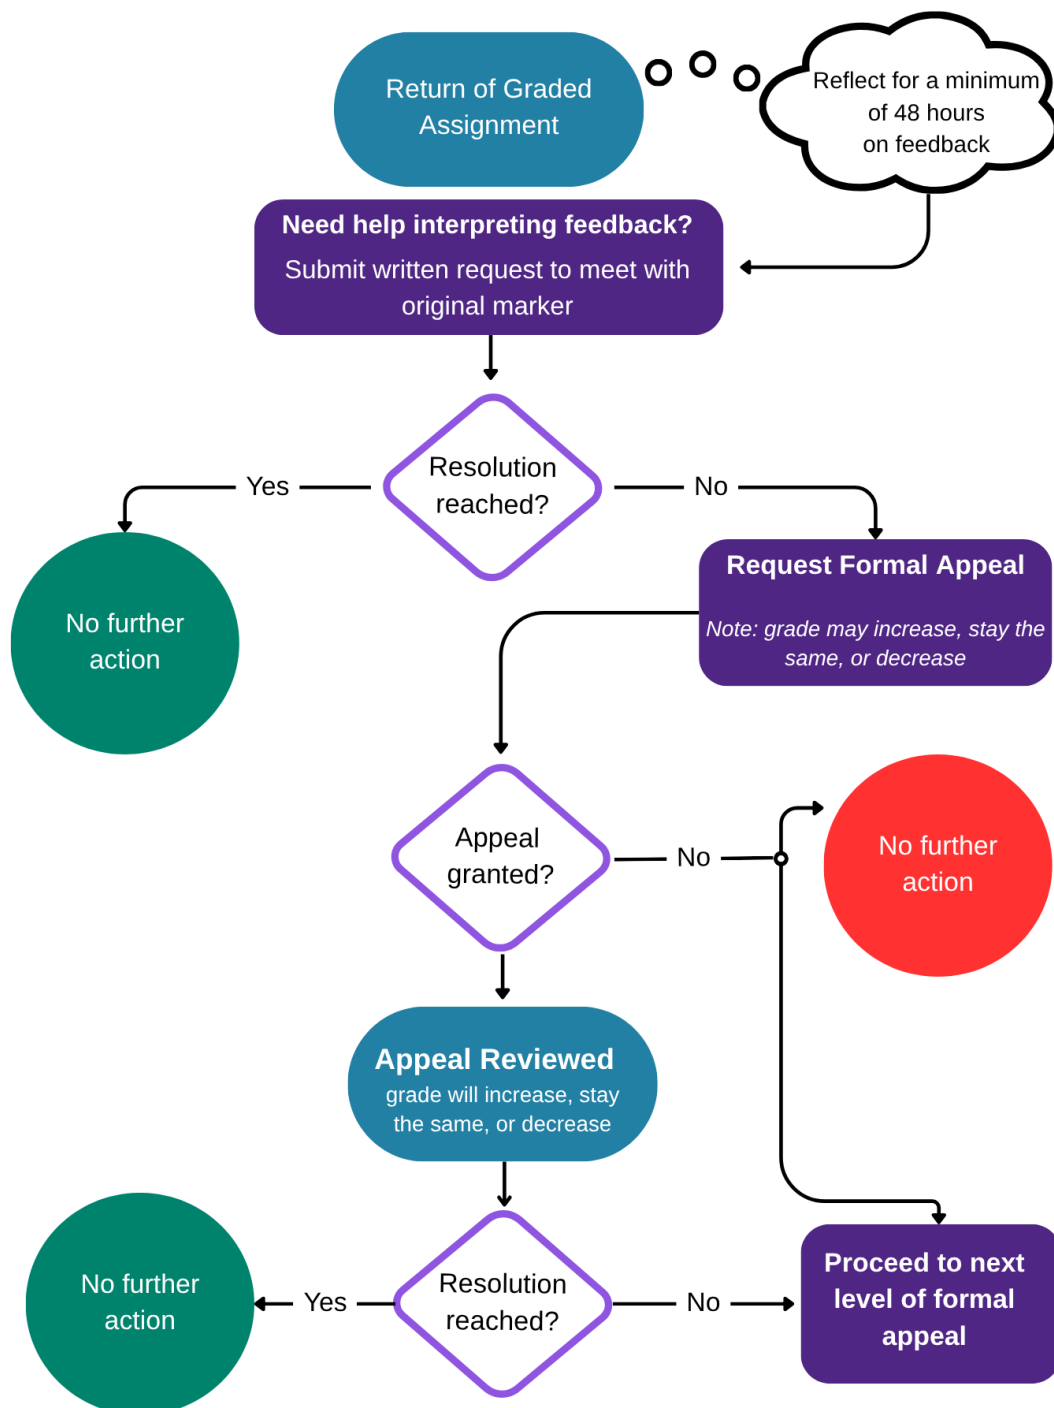 Return of Graded
Assignment
Reflect for a minimum
of 48 hours
on feedback
Need help interpreting feedback?
Submit written request to meet with
original marker
Resolution
reached?
Yes
No
No further
action
Request Formal Appeal
Note: grade may increase, stay the
same, or decrease
Appeal
granted?
No
No further
action
Appeal Reviewed
grade will increase, stay
the same, or decrease
Resolution
reached?
Yes
No
No further
action
Proceed to next
level of formal
appeal